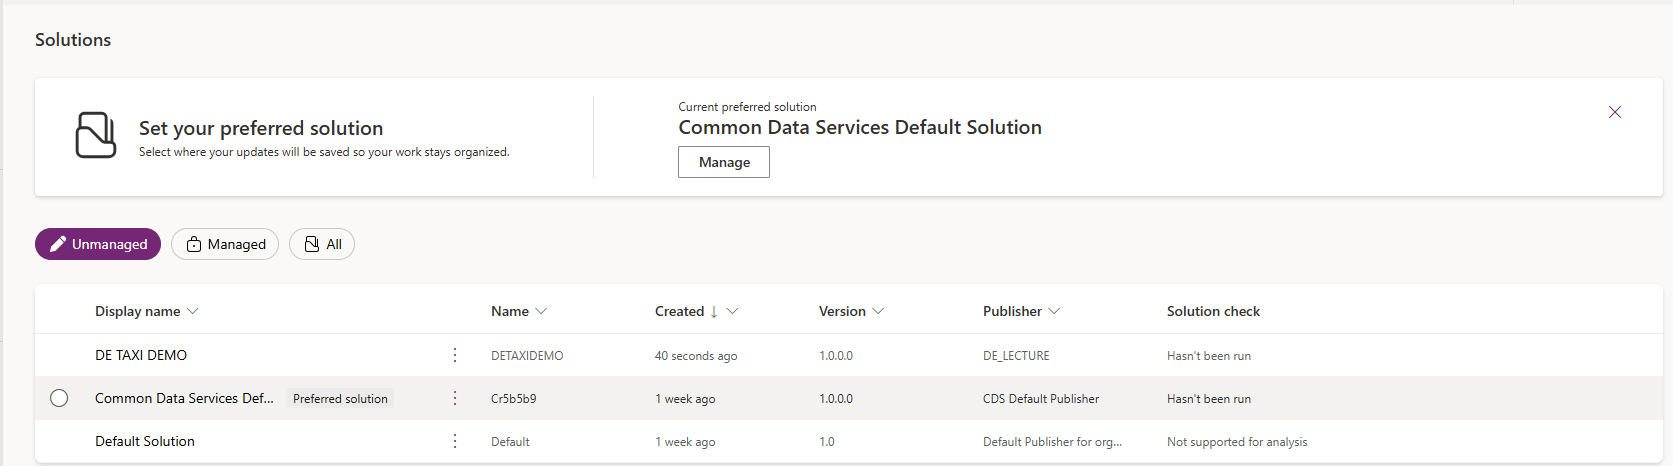 Solutions
Set your preferred solution
Select where your updates will be saved so your work stays organized.
Current preferred solution
Common Data Services Default Solution
Manage
Unmanaged Managed All
Display name Name Created Version Publisher Solution check
DE TAXI DEMO DETAXIDEMO 40 seconds ago 1.0.0.0 DE_LECTURE Hasn't been run
Common Data Services Def... Preferred solution Cr5b5b9 1 week ago 1.0.0.0 CDS Default Publisher Hasn't been run
Default Solution Default 1 week ago 1.0 Default Publisher for org... Not supported for analysis